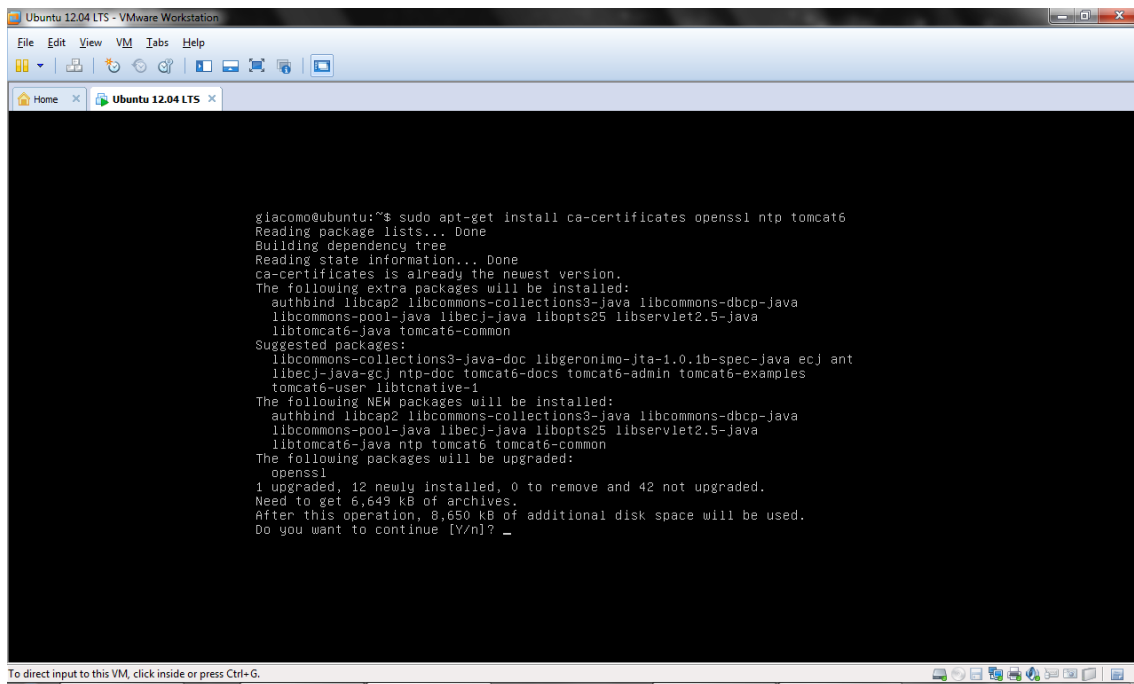 Ubuntu 12.04 LTS - VMware Workstation
File Edit View VM Tabs Help
Home Ubuntu 12.04 LTS
giacomo@ubuntu:~$ sudo apt-get install ca-certificates openssl ntp tomcat6
Reading package lists... Done
Building dependency tree
Reading state information... Done
ca-certificates is already the newest version.
The following extra packages will be installed:
  authbind libcap2 libcommons-collections3-java libcommons-dbcp-java
  libcommons-pool-java libecj-java libopts25 libservlet2.5-java
  libtomcat6-java tomcat6-common
Suggested packages:
  libcommons-collections3-java-doc libgeronimo-jta-1.0.1b-spec-java ecj ant
  libecj-java-gcj ntp-doc tomcat6-docs tomcat6-admin tomcat6-examples
  tomcat6-user libtcnative-1
The following NEW packages will be installed:
  authbind libcap2 libcommons-collections3-java libcommons-dbcp-java
  libcommons-pool-java libecj-java libopts25 libservlet2.5-java
  libtomcat6-java ntp tomcat6 tomcat6-common
The following packages will be upgraded:
  openssl
1 upgraded, 12 newly installed, 0 to remove and 42 not upgraded.
Need to get 6,649 kB of archives.
After this operation, 8,650 kB of additional disk space will be used.
Do you want to continue [Y/n]? _
To direct input to this VM, click inside or press Ctrl+G.